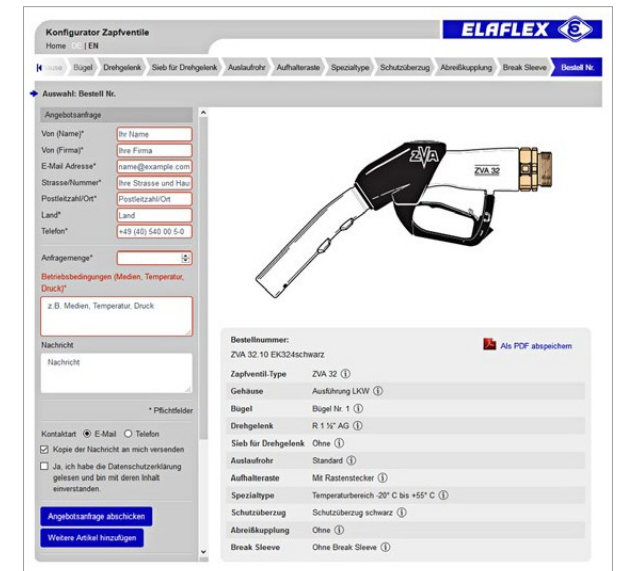 Konfigurator Zapfventile
ELAFLEX
Home DE | EN
Bügel
Drehgelenk
Sieb für Drehgelenk
Auslaufrohr
Aufhalteraste
Spezialtype
Schutzüberzug
Abreißkupplung
Break Sleeve
Bestell Nr.
Auswahl: Bestell Nr.
Angebotsanfrage
Von (Name)* Ihr Name
Von (Firma)* Ihre Firma
E-Mail Adresse* name@example.com
Strasse/Nummer* Ihre Strasse und Hau
Postleitzahl/Ort* Postleitzahl/Ort
Land* Land
Telefon* +49 (40) 540 00 5-0
Anfragemenge*
Betriebsbedingungen (Medien, Temperatur,
Druck)*
z.B. Medien, Temperatur, Druck
Nachricht
Nachricht
* Pflichtfelder
Kontaktart E-Mail Telefon
Kopie der Nachricht an mich versenden
Ja, ich habe die Datenschutzerklärung
gelesen und bin mit deren Inhalt
einverstanden.
Angebotsanfrage abschicken
Weitere Artikel hinzufügen
ZVA
ZVA 32
Bestellnummer:
ZVA 32.10 EK324schwarz
Als PDF abspeichern
Zapfventil-Type ZVA 32
Gehäuse Ausführung LKW
Bügel Bügel Nr. 1
Drehgelenk R 1 ½" AG
Sieb für Drehgelenk Ohne
Auslaufrohr Standard
Aufhalteraste Mit Rastenstecker
Spezialtype Temperaturbereich -20° C bis +55° C
Schutzüberzug Schutzüberzug schwarz
Abreißkupplung Ohne
Break Sleeve Ohne Break Sleeve